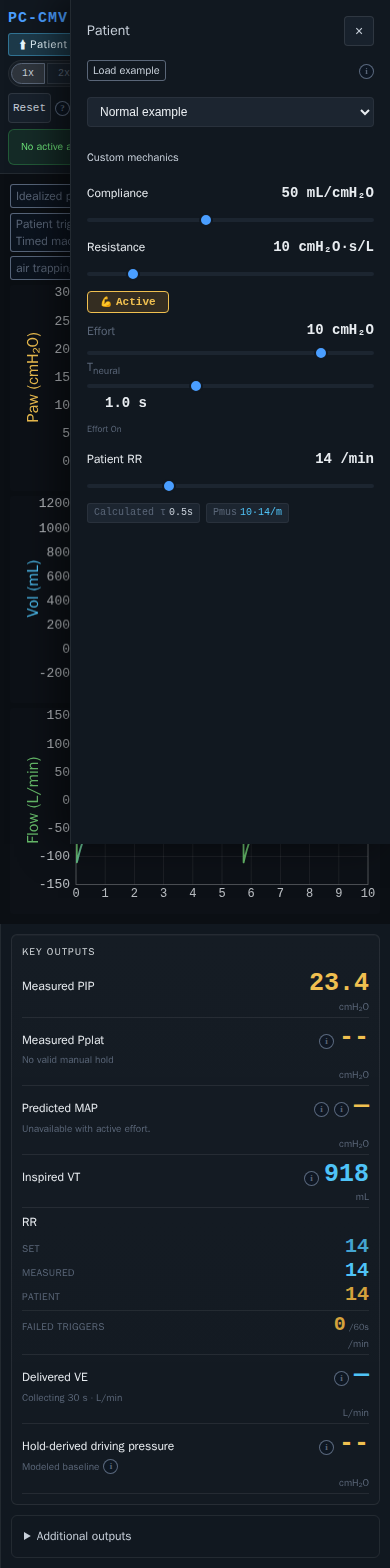 PC-CMV
Patient
×
⬆ Patient
Load example
i
1x
2x
Reset
?
Normal example
No active a
Custom mechanics
Idealized p
Patient trig
Timed mac
air trappin
Compliance 50 mL/cmH₂O
Resistance 10 cmH₂O·s/L
💪 Active
Effort 10 cmH₂O
Tneural
1.0 s
Effort On
Patient RR 14 /min
Calculated τ 0.5s
Pmus 10·14/m
Paw (cmH₂O)
30
25
20
15
10
5
0
Vol (mL)
1200
1000
800
600
400
200
0
-200
Flow (L/min)
150
100
50
0
-50
-100
-150
0 1 2 3 4 5 6 7 8 9 10
KEY OUTPUTS
Measured PIP 23.4
cmH₂O
Measured Pplat i --
No valid manual hold
cmH₂O
Predicted MAP i i —
Unavailable with active effort.
cmH₂O
Inspired VT i 918
mL
RR
SET 14
MEASURED 14
PATIENT 14
FAILED TRIGGERS 0 /60s
/min
Delivered VE i —
Collecting 30 s · L/min
L/min
Hold-derived driving pressure i --
Modeled baseline i
cmH₂O
▶ Additional outputs